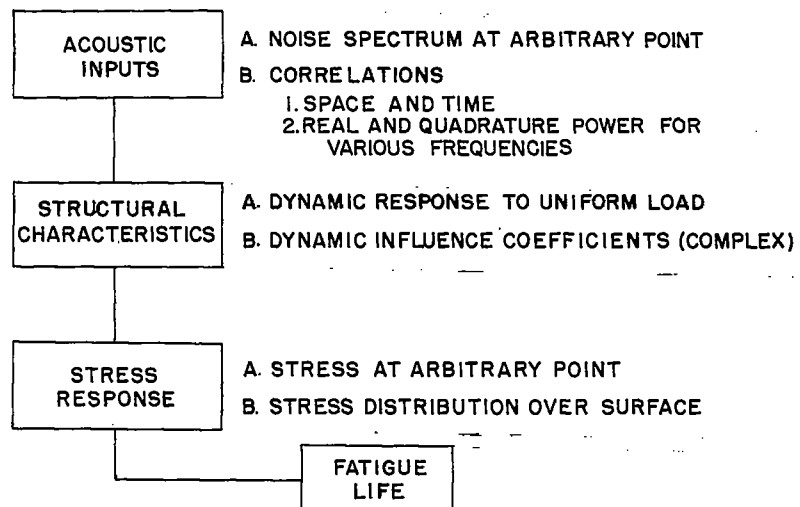 ACOUSTIC
INPUTS
A. NOISE SPECTRUM AT ARBITRARY POINT
B. CORRELATIONS
1. SPACE AND TIME
2. REAL AND QUADRATURE POWER FOR
VARIOUS FREQUENCIES
STRUCTURAL
CHARACTERISTICS
A. DYNAMIC RESPONSE TO UNIFORM LOAD
B. DYNAMIC INFLUENCE COEFFICIENTS (COMPLEX)
STRESS
RESPONSE
A. STRESS AT ARBITRARY POINT
B. STRESS DISTRIBUTION OVER SURFACE
FATIGUE
LIFE